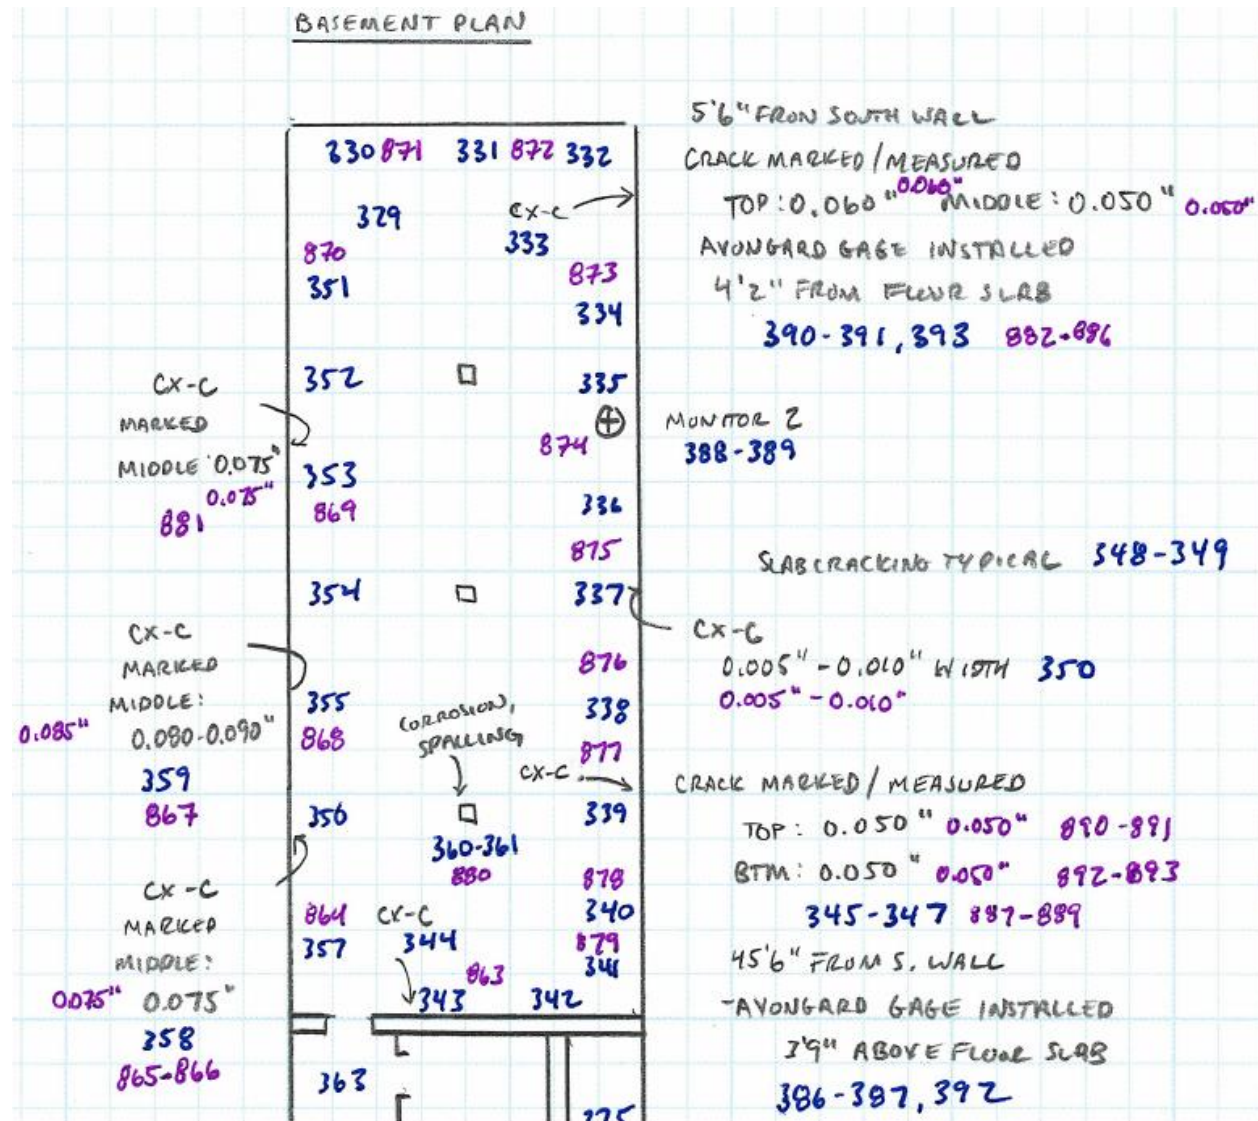 BASEMENT PLAN
5'6" FROM SOUTH WALL
330 871 331 872 332
CRACK MARKED/MEASURED
TOP: 0.060" 0.060" MIDDLE: 0.050" 0.050"
329 CX-C
333
AVONGARD GAGE INSTALLED
870
873
351
4'2" FROM FLOOR SLAB
334
390-391, 393 882-886
CX-C
352
335
MARKED
MONITOR 2
874
388-389
MIDDLE 0.075"
0.075"
881
353
869
336
875
SLAB CRACKING TYPICAL 348-349
354
337
CX-C
CX-C
MARKED
876
0.005" - 0.010" WIDTH 350
0.005" - 0.010"
MIDDLE:
0.085" 0.080-0.090"
359
867
355
868
338
CORROSION,
SPALLING
877
CX-C
CRACK MARKED/MEASURED
356
339
TOP: 0.050" 0.050" 890-891
360-361
880
878
BTM: 0.050" 0.050" 892-893
CX-C
MARKED
MIDDLE:
0.075" 0.075"
358
865-866
864 CX-C
340
345-347 887-889
357 344
879
341
863
45'6" FROM S. WALL
343 342
-AVONGARD GAGE INSTALLED
3'9" ABOVE FLOOR SLAB
363
386-387, 392
375